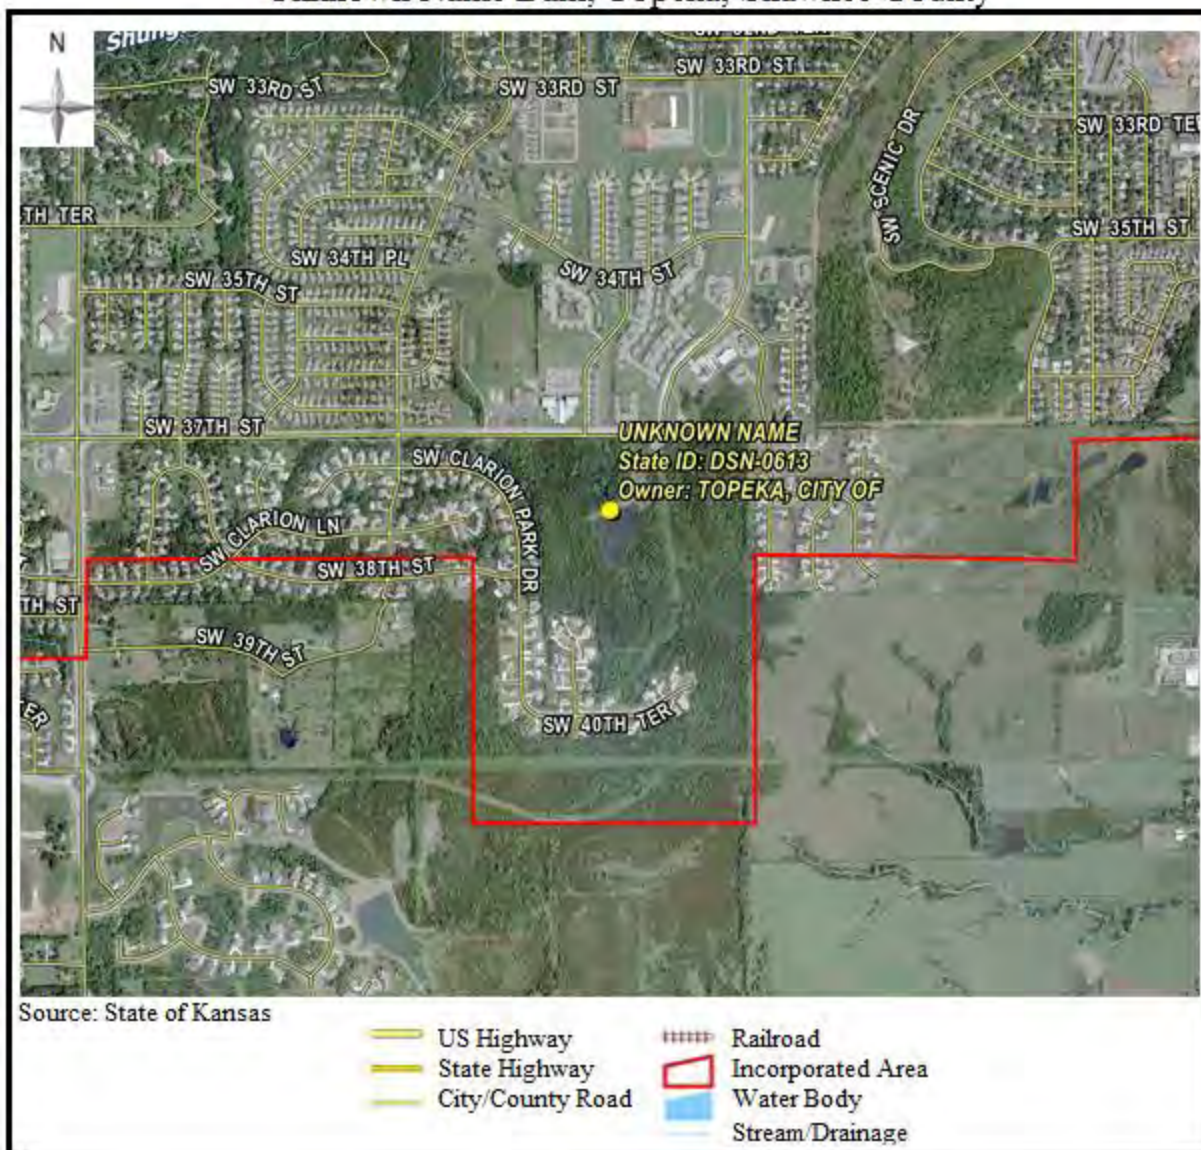 N
SW 33RD ST
SW 33RD ST
SW 33RD ST
SW SCENIC DR
TH TER
SW 34TH PL
SW 34TH ST
SW 35TH ST
SW 35TH ST
SW 37TH ST
UNKNOWN NAME
State ID: DSN-0613
Owner: TOPEKA, CITY OF
SW CLARION PARK DR
SW CLARION LN
SW 38TH ST
TH ST
SW 39TH ST
SW 40TH TER
Source: State of Kansas
US Highway
State Highway
City/County Road
Railroad
Incorporated Area
Water Body
Stream/Drainage